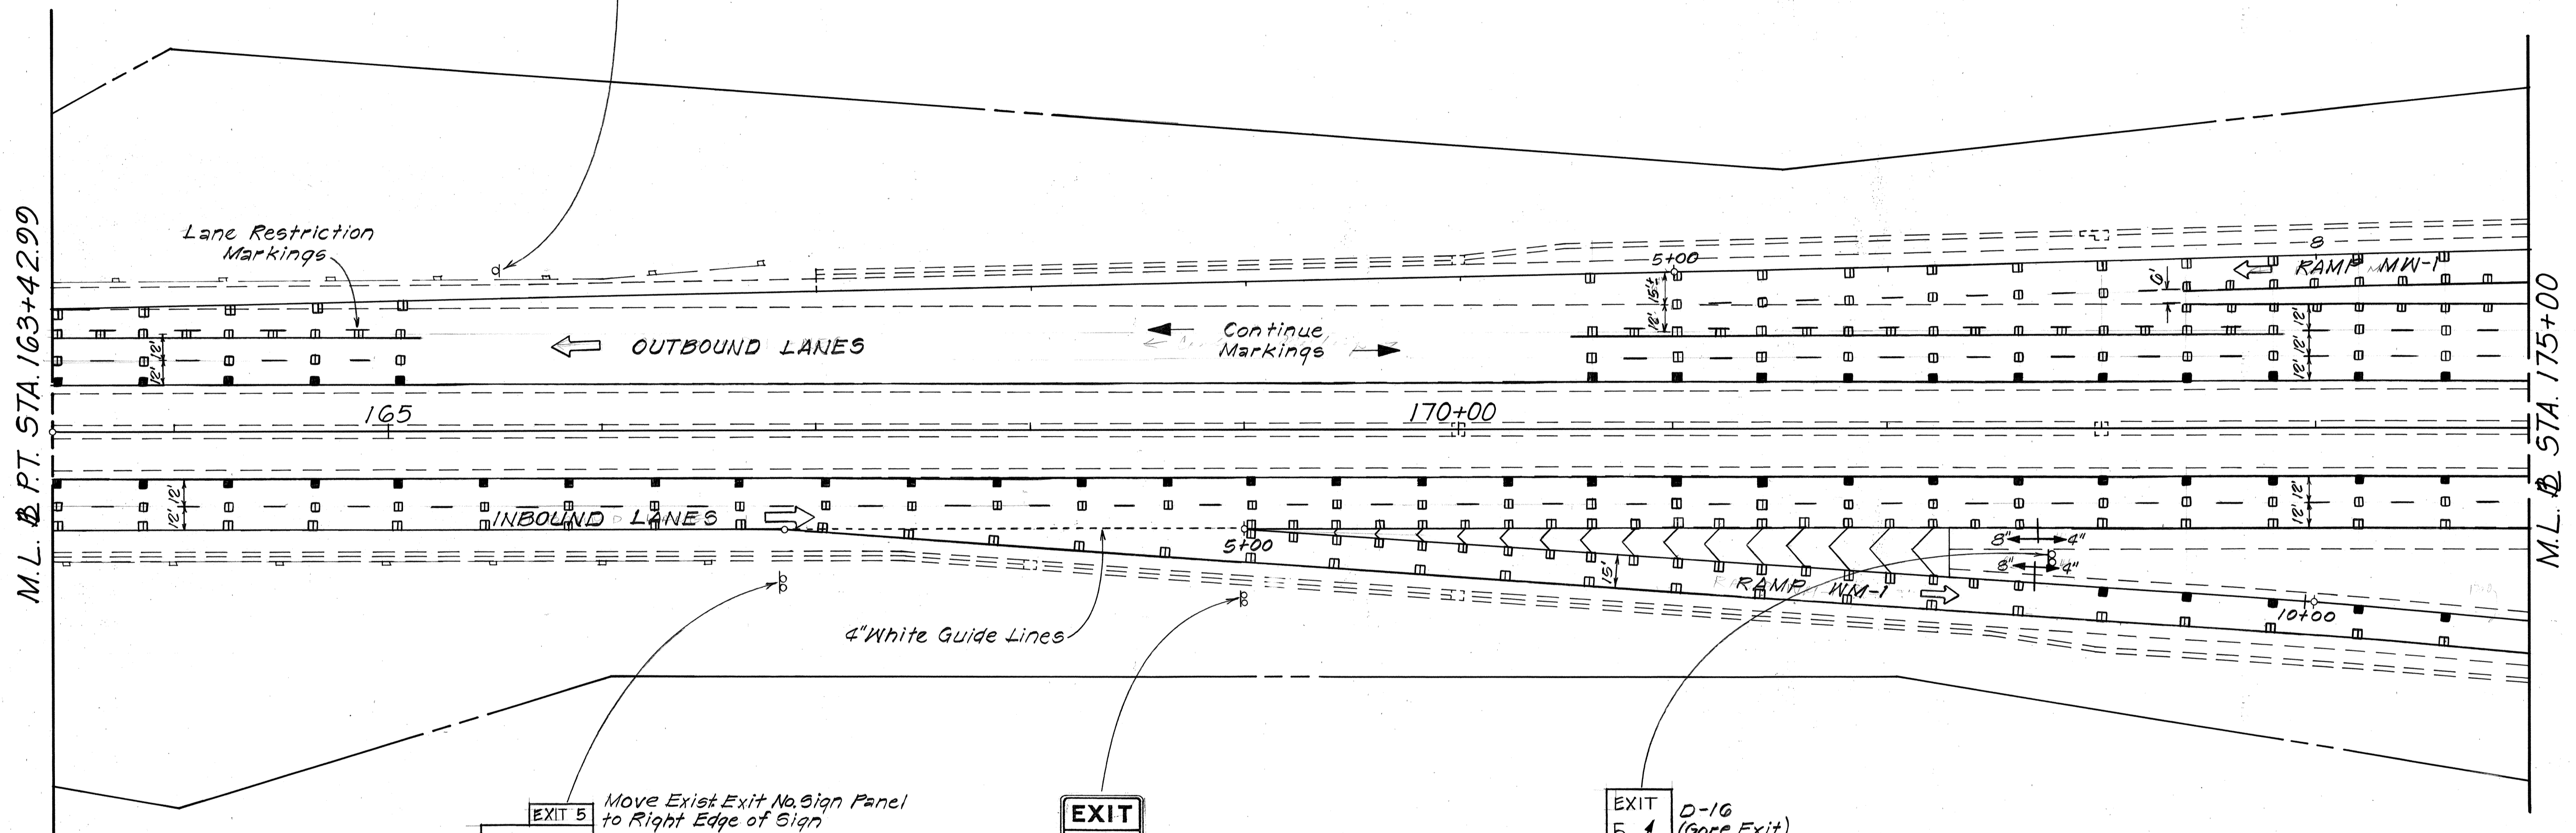 M.L. B P.T. STA. 163+42.99
Lane Restriction
Markings
OUTBOUND LANES
Continue
Markings
5+00
15'±
12'
6'
8
RAMP MW-1
12'
12'
12'
12'
165
170+00
12'
12'
INBOUND LANES
5+00
4" White Guide Lines
15'
RAMP WM-1
8" 4"
8" 4"
12'
12'
10+00
M.L. B STA. 175+00
EXIT 5
Move Exist. Exit No. Sign Panel
to Right Edge of Sign
EXIT
EXIT
5
D-16
(Gore Exit)